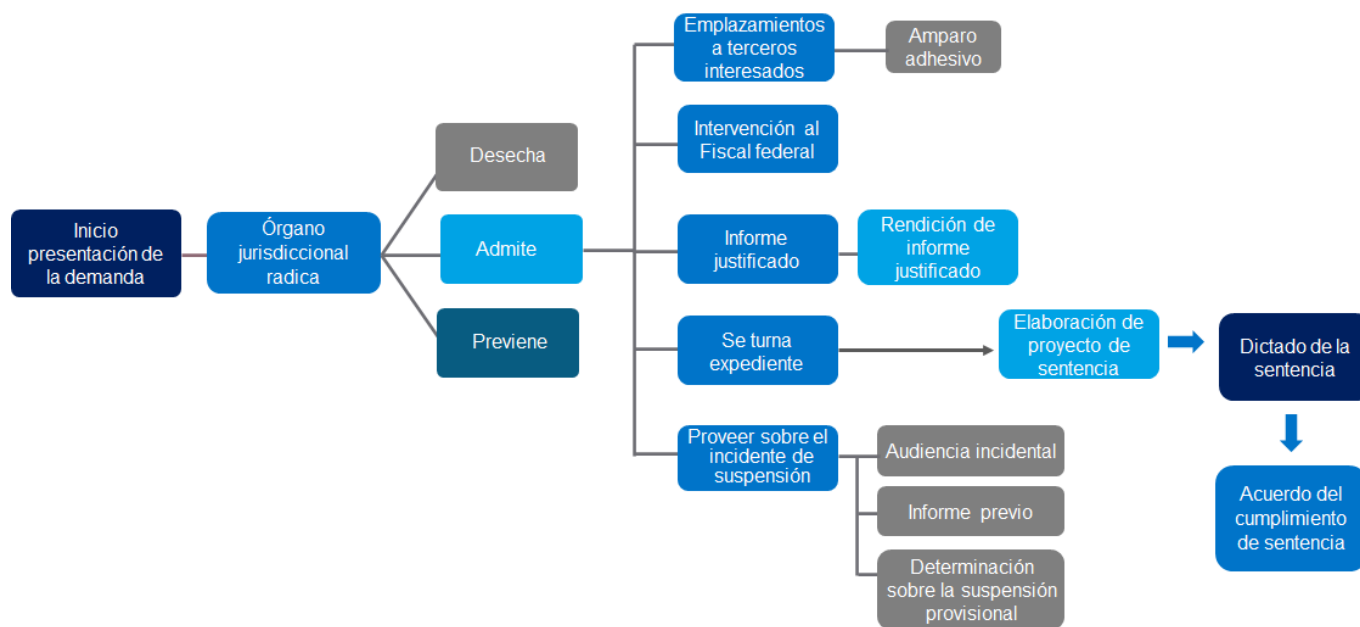 Inicio
presentación de
la demanda
Órgano
jurisdiccional
radica
Desecha
Admite
Previene
Emplazamientos
a terceros
interesados
Amparo
adhesivo
Intervención al
Fiscal federal
Informe
justificado
Rendición de
informe
justificado
Se turna
expediente
Elaboración de
proyecto de
sentencia
Dictado de la
sentencia
Acuerdo del
cumplimiento
de sentencia
Proveer sobre el
incidente de
suspensión
Audiencia incidental
Informe previo
Determinación
sobre la suspensión
provisional